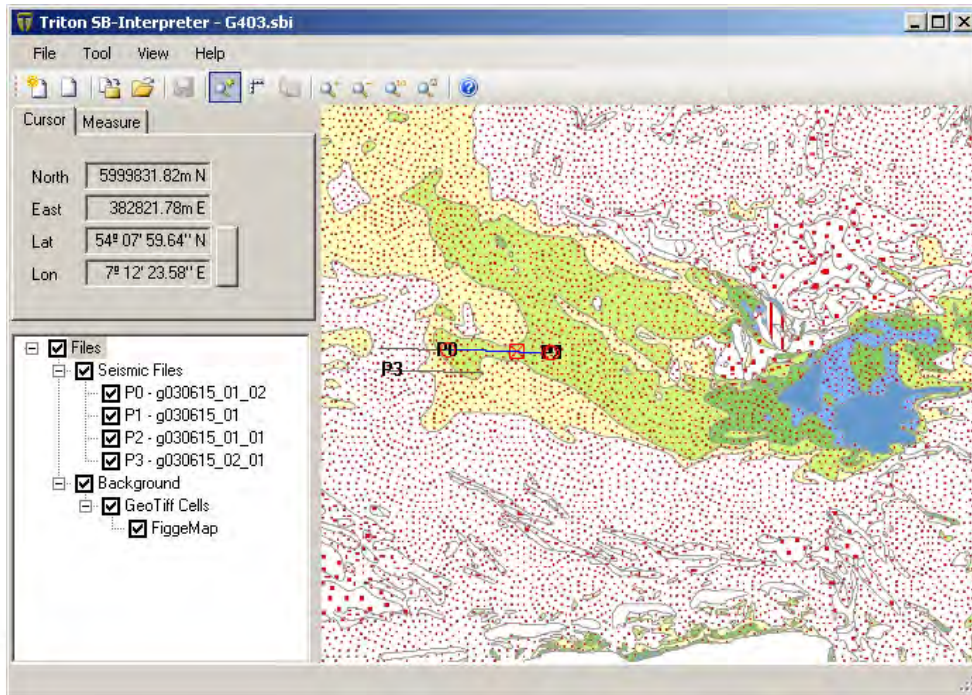 Triton SB-Interpreter - G403.sbi
File Tool View Help
Cursor Measure
North 5999831.82m N
East 382821.78m E
Lat 54º 07' 59.64'' N
Lon 7º 12' 23.58'' E
Files
Seismic Files
P0 - g030615_01_02
P1 - g030615_01
P2 - g030615_01_01
P3 - g030615_02_01
Background
GeoTiff Cells
FiggeMap
P0
P3